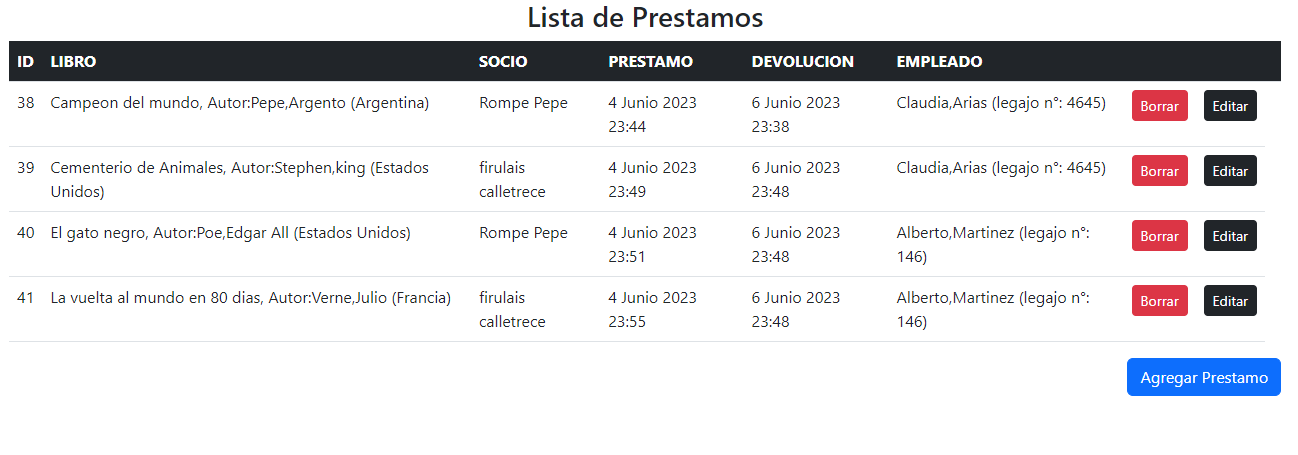 Lista de Prestamos
ID LIBRO SOCIO PRESTAMO DEVOLUCION EMPLEADO
38 Campeon del mundo, Autor:Pepe,Argento (Argentina) Rompe Pepe 4 Junio 2023 6 Junio 2023 Claudia,Arias (legajo n°: 4645) Borrar Editar
23:44 23:38
39 Cementerio de Animales, Autor:Stephen,king (Estados firulais 4 Junio 2023 6 Junio 2023 Claudia,Arias (legajo n°: 4645) Borrar Editar
Unidos) calletrece 23:49 23:48
40 El gato negro, Autor:Poe,Edgar All (Estados Unidos) Rompe Pepe 4 Junio 2023 6 Junio 2023 Alberto,Martinez (legajo n°: Borrar Editar
23:51 23:48 146)
41 La vuelta al mundo en 80 dias, Autor:Verne,Julio (Francia) firulais 4 Junio 2023 6 Junio 2023 Alberto,Martinez (legajo n°: Borrar Editar
calletrece 23:55 23:48 146)
Agregar Prestamo